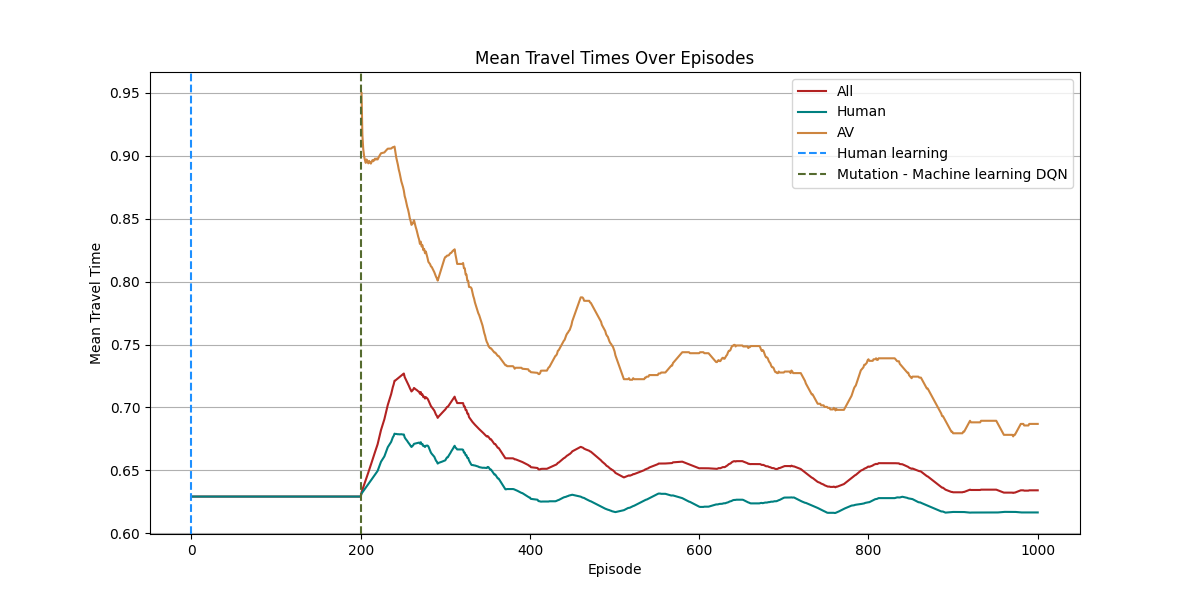 Mean Travel Times Over Episodes
Mean Travel Time
0.95
0.90
0.85
0.80
0.75
0.70
0.65
0.60
All
Human
AV
Human learning
Mutation - Machine learning DQN
0 200 400 600 800 1000
Episode